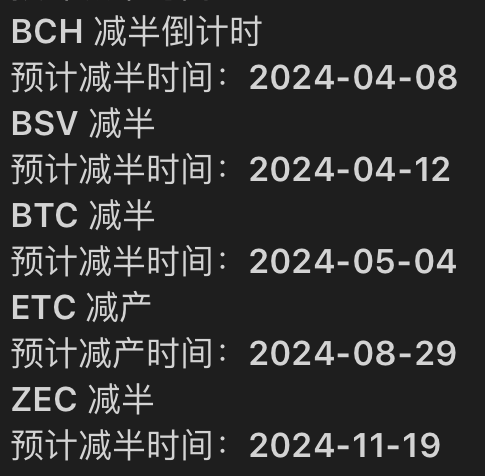 BCH 减半倒计时
预计减半时间：2024-04-08
BSV 减半
预计减半时间：2024-04-12
BTC 减半
预计减半时间：2024-05-04
ETC 减产
预计减产时间：2024-08-29
ZEC 减半
预计减半时间：2024-11-19